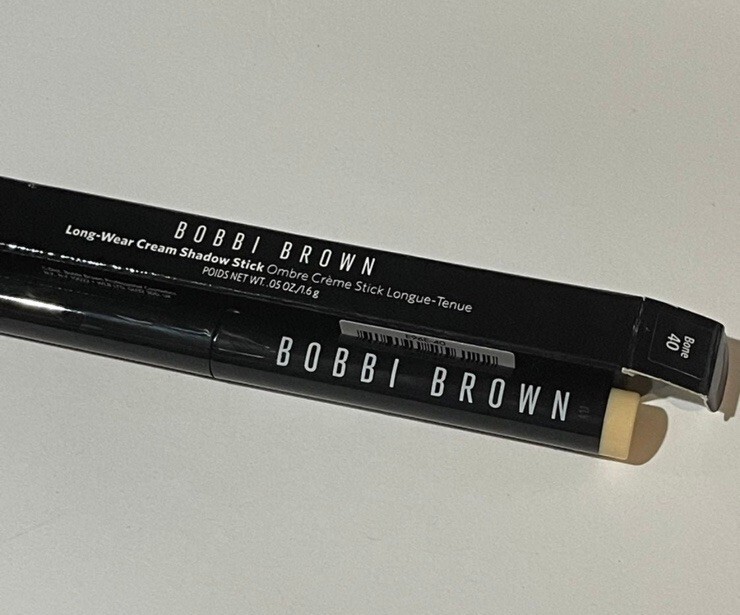 BOBBI BROWN
Long-Wear Cream Shadow Stick Ombre Crème Stick Longue-Tenue
POIDS NET WT. .05 OZ./1.6 g
Bone
40
BOBBI BROWN